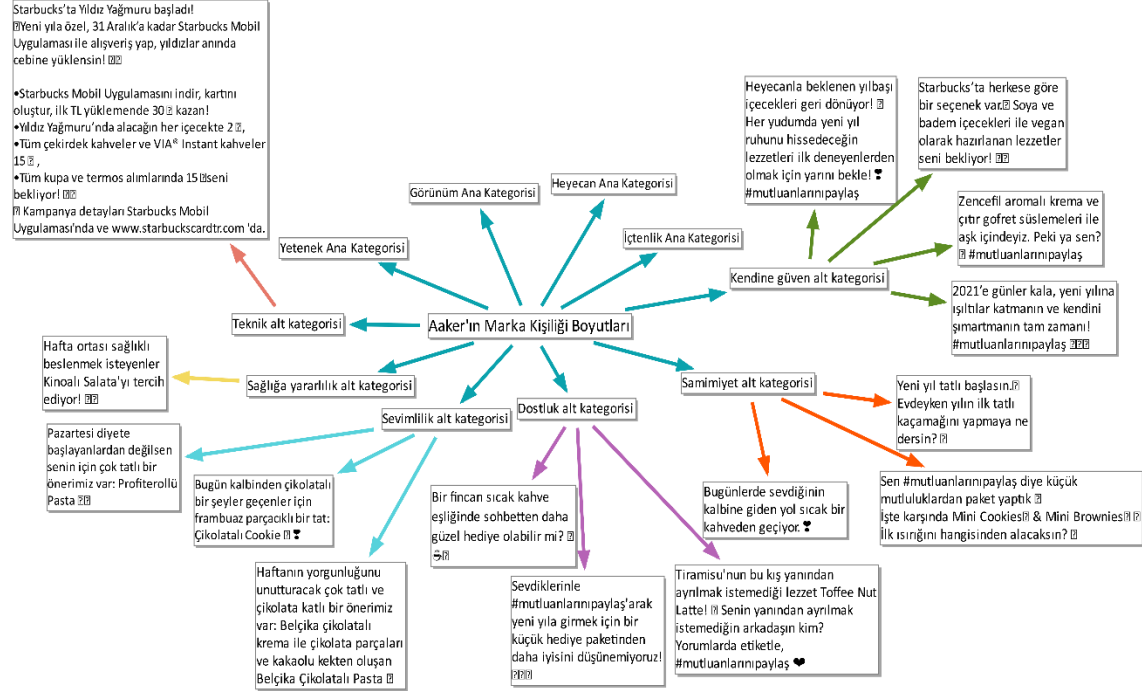 Starbucks'ta Yıldız Yağmuru başladı!
Yeni yıla özel, 31 Aralık'a kadar Starbucks Mobil
Uygulaması ile alışveriş yap, yıldızlar anında
cebine yüklensin!
•Starbucks Mobil Uygulamasını indir, kartını
oluştur, ilk TL yüklemende 30 kazan!
•Yıldız Yağmuru'nda alacağın her içecekte 2 ,
•Tüm çekirdek kahveler ve VIA® Instant kahveler
15 ,
•Tüm kupa ve termos alımlarında 15 seni
bekliyor!
Kampanya detayları Starbucks Mobil
Uygulaması'nda ve www.starbuckscardtr.com 'da.
Heyecanla beklenen yılbaşı
içecekleri geri dönüyor!
Her yudumda yeni yıl
ruhunu hissedeceğin
lezzetleri ilk deneyenlerden
olmak için yarını bekle! ❣
#mutluanlarınıpaylaş
Starbucks'ta herkese göre
bir seçenek var. Soya ve
badem içecekleri ile vegan
olarak hazırlanan lezzetler
seni bekliyor!
Görünüm Ana Kategorisi
Heyecan Ana Kategorisi
Yetenek Ana Kategorisi
İçtenlik Ana Kategorisi
Zencefil aromalı krema ve
çıtır gofret süslemeleri ile
aşk içindeyiz. Peki ya sen?
#mutluanlarınıpaylaş
Kendine güven alt kategorisi
2021'e günler kala, yeni yılına
ışıltılar katmanın ve kendini
şımartmanın tam zamanı!
#mutluanlarınıpaylaş
Teknik alt kategorisi
Aaker'ın Marka Kişiliği Boyutları
Hafta ortası sağlıklı
beslenmek isteyenler
Kinoalı Salata'yı tercih
ediyor!
Sağlığa yararlılık alt kategorisi
Samimiyet alt kategorisi
Yeni yıl tatlı başlasın.
Evdeyken yılın ilk tatlı
kaçamağını yapmaya ne
dersin?
Sevimlilik alt kategorisi
Dostluk alt kategorisi
Pazartesi diyete
başlayanlardan değilsen
senin için çok tatlı bir
önerimiz var: Profiterollü
Pasta
Bugün kalbinden çikolatalı
bir şeyler geçenler için
frambuaz parçacıklı bir tat:
Çikolatalı Cookie ❣
Bir fincan sıcak kahve
eşliğinde sohbetten daha
güzel hediye olabilir mi?
☕
Bugünlerde sevdiğinin
kalbine giden yol sıcak bir
kahveden geçiyor. ❣
Sen #mutluanlarınıpaylaş diye küçük
mutluluklardan paket yaptık
İşte karşında Mini Cookies & Mini Brownies
İlk ısırığını hangisinden alacaksın?
Haftanın yorgunluğunu
unutturacak çok tatlı ve
çikolata katlı bir önerimiz
var: Belçika çikolatalı
krema ile çikolata parçaları
ve kakaolu kekten oluşan
Belçika Çikolatalı Pasta
Sevdiklerinle
#mutluanlarınıpaylaş'arak
yeni yıla girmek için bir
küçük hediye paketinden
daha iyisini düşünemiyoruz!
Tiramisu'nun bu kış yanından
ayrılmak istemediği lezzet Toffee Nut
Latte! Senin yanından ayrılmak
istemediğin arkadaşın kim?
Yorumlarda etiketle,
#mutluanlarınıpaylaş ❤